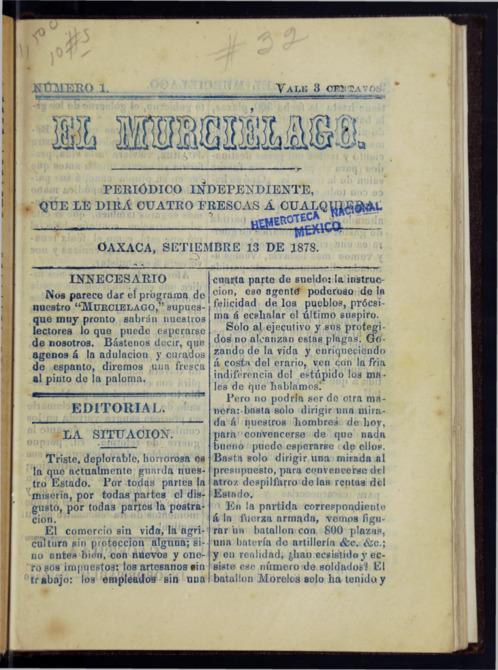 1,500
10#5
# 32
NÚMERO 1.
VALE 3 CENTAVOS
EL MURCIELAGO.
PERIÓDICO INDEPENDIENTE,
QUE LE DIRÁ CUATRO FRESCAS Á CUALQUIERA.
HEMEROTECA NACIONAL
MEXICO
OAXACA, SETIEMBRE 13 DE 1878.
INNECESARIO
Nos parece dar el programa de
nuestro "MURCIELAGO," supues-
que muy pronto sabrán nuestros
lectores lo que puede esperarse
de nosotros. Bástenos decir, que
agenos á la adulacion y curados
de espanto, diremos una fresca
al pinto de la paloma.
EDITORIAL.
LA SITUACION.
Triste, deplorable, horrorosa es
la que actualmente guarda nues-
tro Estado. Por todas partes la
miseria, por todas partes el dis-
gusto, por todas partes la postra-
cion.
El comercio sin vida, la agri-
cultura sin proteccion alguna; si-
no antes bien, con nuevos y one-
ro sos impuestos: los artesanos sin
trabajo: los empleados sin una
cuarta parte de sueldo: la instruc-
cion, ese agente poderoso de la
felicidad de los pueblos, prócsi-
ma á ecshalar el último suspiro.
Solo al ejecutivo y sus protegi-
dos no alcanzan estas plagas. Go-
zando de la vida y enriqueciendo
á costa del erario, ven con la fria
indiferencia del estúpido los ma-
les de que hablamos.
Pero no podria ser de otra ma-
nera: basta solo dirigir una mira-
da á nuestros hombres de hoy,
para convencerse de que nada
bueno puede esperarse de ellos.
Basta solo dirigir una mirada al
presupuesto, para convencerse del
atroz despilfarro de las rentas del
Estado.
En la partida correspondiente
á la fuerza armada, vemos figu-
rar un batallon con 800 plazas,
una batería de artillería &c. &c.;
y en realidad, ¿han ecsistido y ec-
siste ese número de soldados? El
batallon Morelos solo ha tenido y